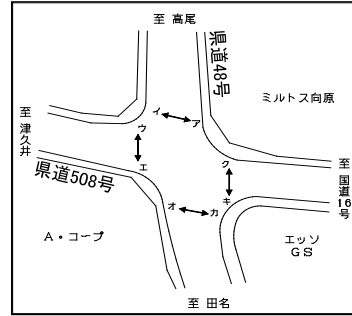 至 高尾
県道48号
ミルトス向原
至 津久井
イ
ア
ウ
エ
ク
キ
オ
カ
県道508号
至 国道16号
A・コープ
エッソ
GS
至 田名